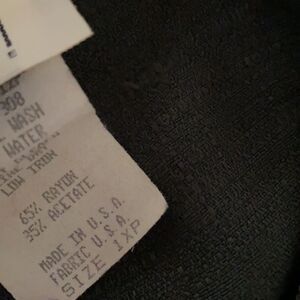 308
WASH
WATER
LOW IRON
65% RAYON
35% ACETATE
MADE IN U.S.A.
FABRIC U.S.A.
SIZE 1XP